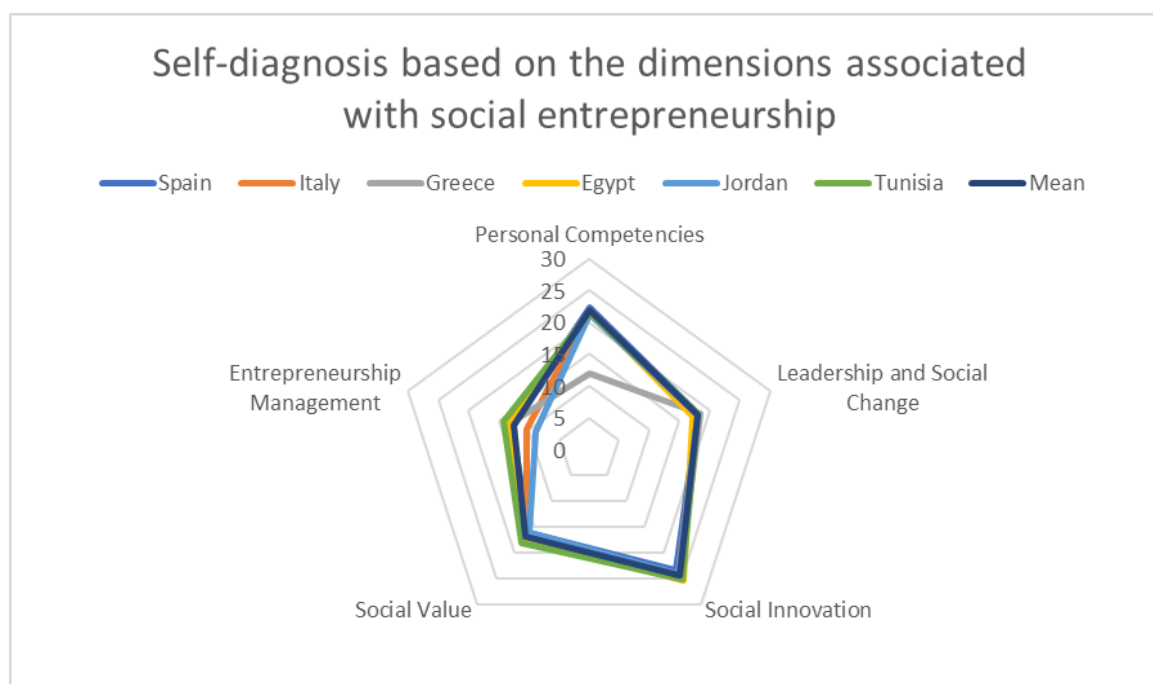 Self-diagnosis based on the dimensions associated
with social entrepreneurship
Spain Italy Greece Egypt Jordan Tunisia Mean
Personal Competencies
30
25
20
15
10
5
0
Leadership and Social
Change
Entrepreneurship
Management
Social Value
Social Innovation